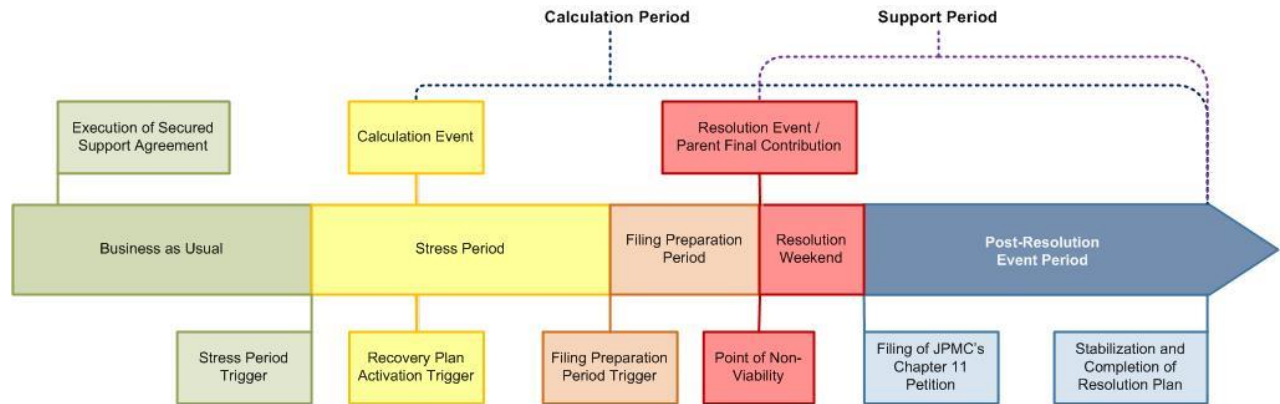 Calculation Period
Support Period
Execution of Secured
Support Agreement
Calculation Event
Resolution Event /
Parent Final Contribution
Business as Usual
Stress Period
Filing Preparation
Period
Resolution
Weekend
Post-Resolution
Event Period
Stress Period
Trigger
Recovery Plan
Activation Trigger
Filing Preparation
Period Trigger
Point of Non-
Viability
Filing of JPMC's
Chapter 11
Petition
Stabilization and
Completion of
Resolution Plan